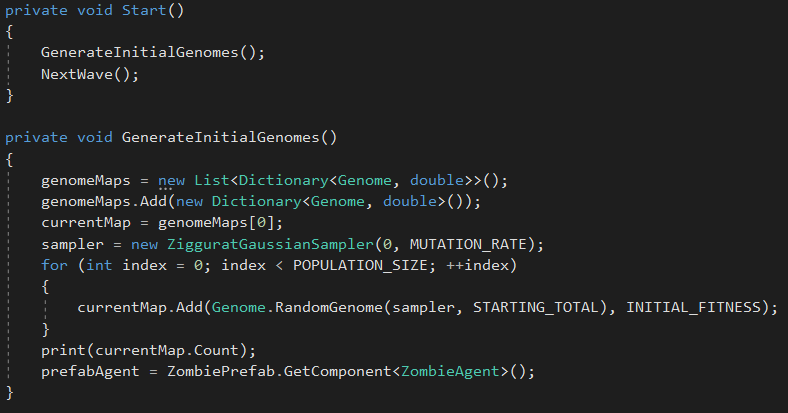 private void Start()
{
    GenerateInitialGenomes();
    NextWave();
}

private void GenerateInitialGenomes()
{
    genomeMaps = new List<Dictionary<Genome, double>>();
    genomeMaps.Add(new Dictionary<Genome, double>());
    currentMap = genomeMaps[0];
    sampler = new ZigguratGaussianSampler(0, MUTATION_RATE);
    for (int index = 0; index < POPULATION_SIZE; ++index)
    {
        currentMap.Add(Genome.RandomGenome(sampler, STARTING_TOTAL), INITIAL_FITNESS);
    }
    print(currentMap.Count);
    prefabAgent = ZombiePrefab.GetComponent<ZombieAgent>();
}